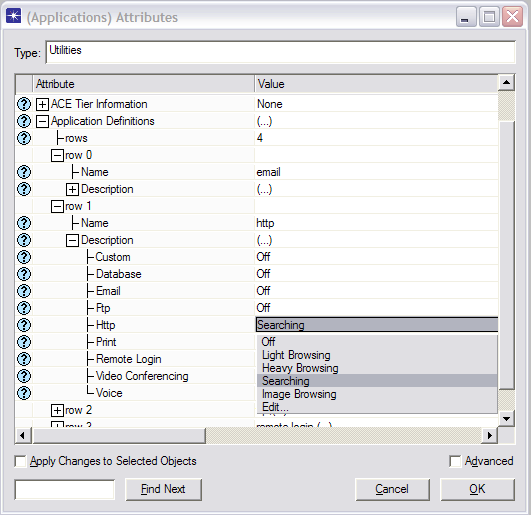 (Applications) Attributes
Type: Utilities
Attribute Value
ACE Tier Information None
Application Definitions (...)
rows 4
row 0
Name email
Description (...)
row 1
Name http
Description (...)
Custom Off
Database Off
Email Off
Ftp Off
Http Searching
Print Off
Remote Login Light Browsing
Heavy Browsing
Video Conferencing Searching
Voice Image Browsing
row 2 Edit...
row 3 remote login (...)
Apply Changes to Selected Objects Advanced
Find Next Cancel OK